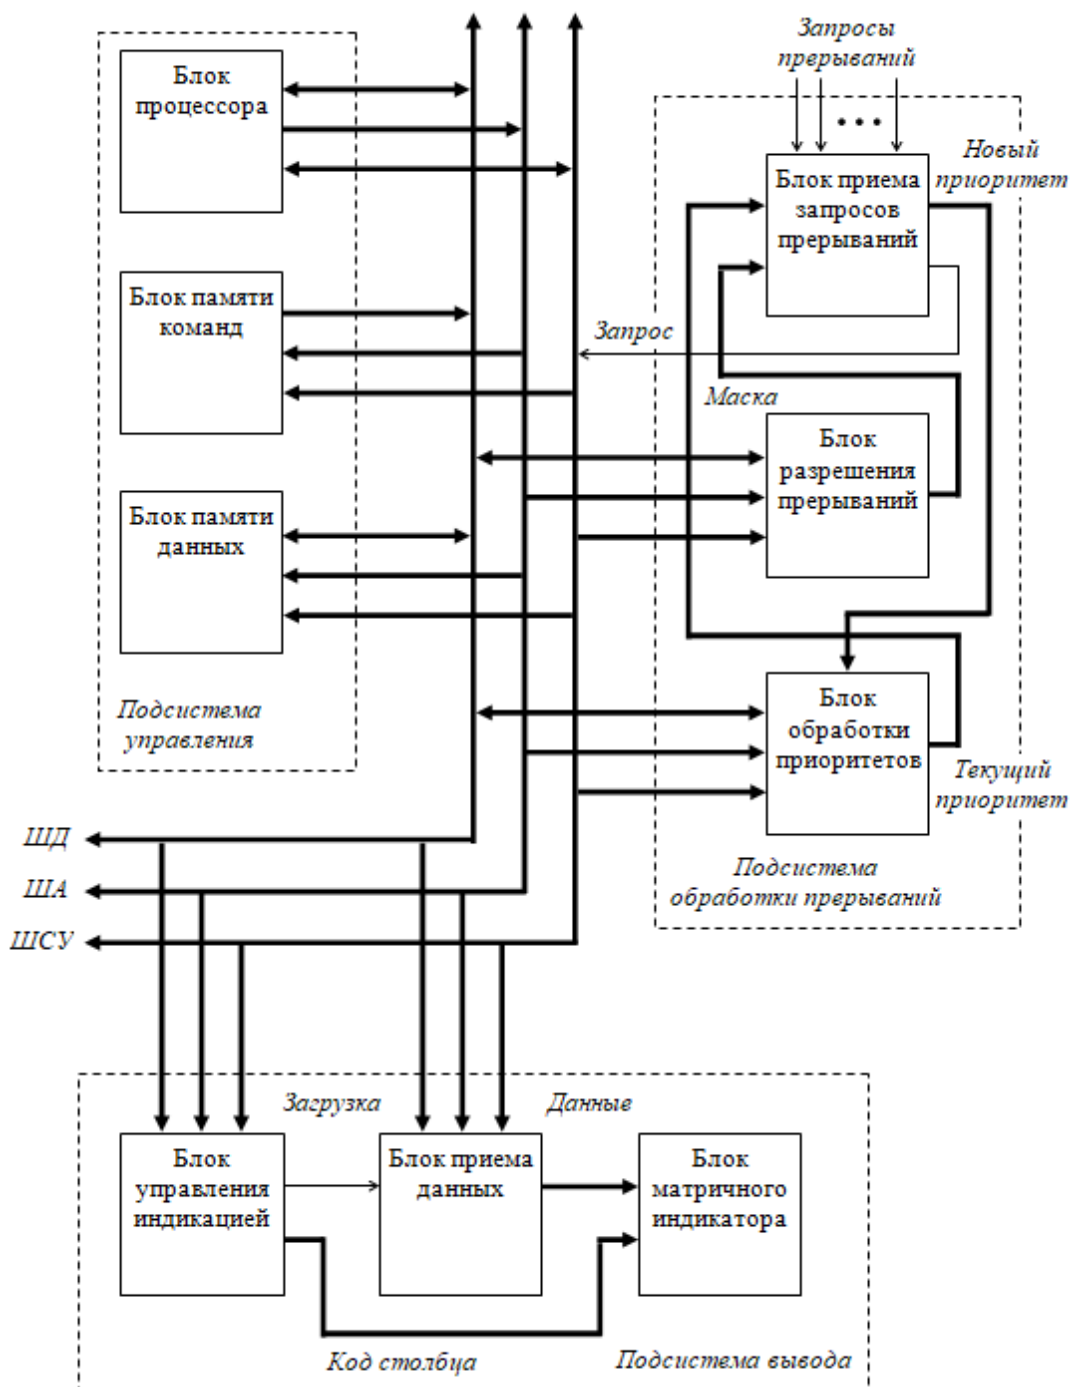 Запросы
прерываний
Блок
процессора
Новый
приоритет
Блок приема
запросов
прерываний
Блок памяти
команд
Запрос
Маска
Блок
разрешения
прерываний
Блок памяти
данных
Подсистема
управления
Блок
обработки
приоритетов
Текущий
приоритет
ШД
Подсистема
обработки прерываний
ША
ШСУ
Загрузка
Данные
Блок
управления
индикацией
Блок приема
данных
Блок
матричного
индикатора
Код столбца
Подсистема вывода